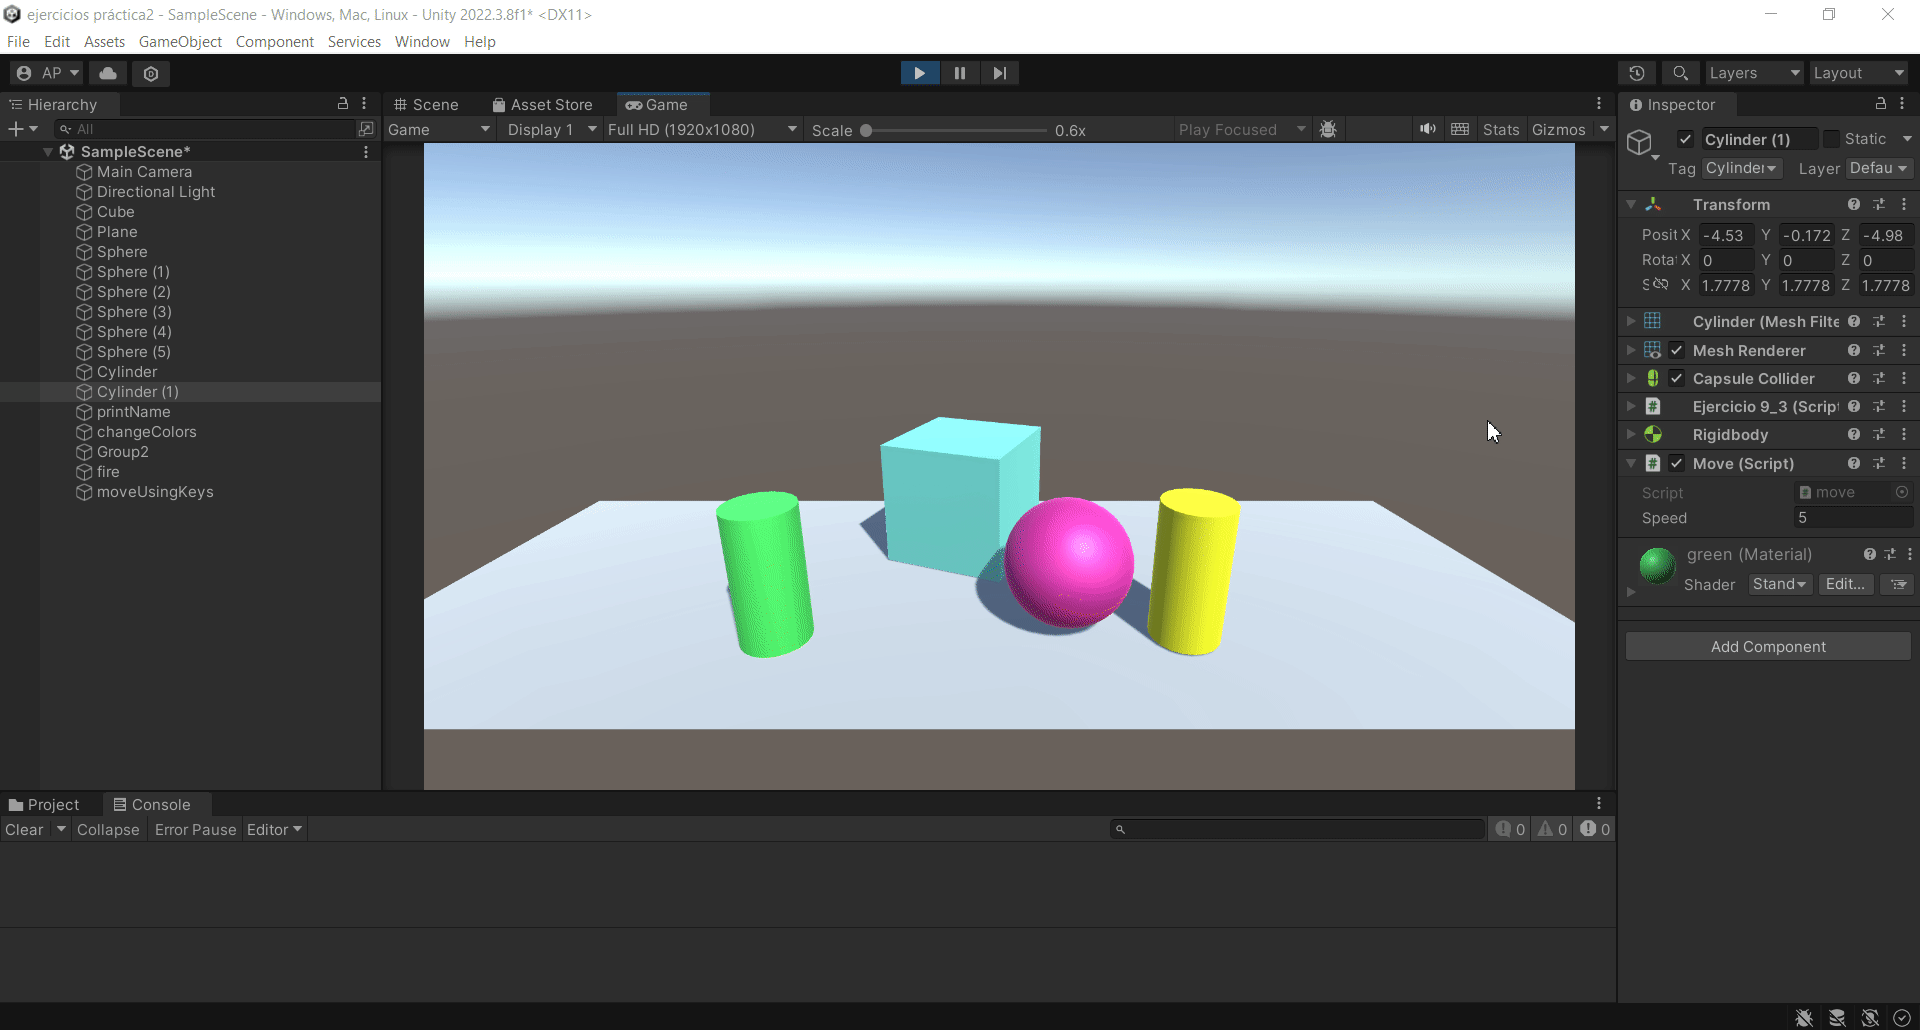 ejercicios práctica2 - SampleScene - Windows, Mac, Linux - Unity 2022.3.8f1* <DX11>
File Edit Assets GameObject Component Services Window Help
AP
Layers Layout
Hierarchy
Scene Asset Store Game
Inspector
All
Game Display 1 Full HD (1920x1080) Scale 0.6x Play Focused Stats Gizmos
SampleScene*
Main Camera
Directional Light
Cube
Plane
Sphere
Sphere (1)
Sphere (2)
Sphere (3)
Sphere (4)
Sphere (5)
Cylinder
Cylinder (1)
printName
changeColors
Group2
fire
moveUsingKeys
Cylinder (1) Static
Tag Cylinder Layer Defau
Transform
Posit X -4.53 Y -0.172 Z -4.98
Rota X 0 Y 0 Z 0
S X 1.7778 Y 1.7778 Z 1.7778
Cylinder (Mesh Filte
Mesh Renderer
Capsule Collider
Ejercicio 9_3 (Script
Rigidbody
Move (Script)
Script move
Speed 5
green (Material)
Shader Stand Edit...
Add Component
Project Console
Clear Collapse Error Pause Editor 0 0 0